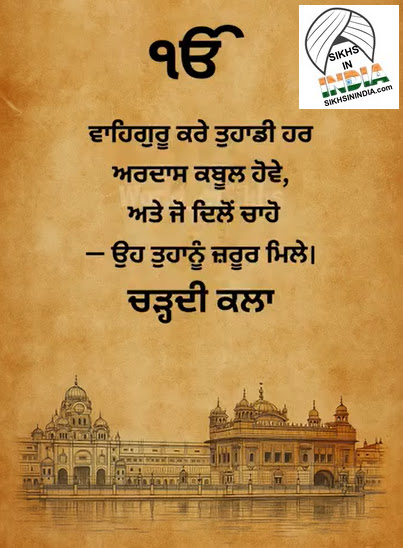 ੴ
SIKHS
IN
INDIA
SIKHSININDIA.com
ਵਾਹਿਗੁਰੂ ਕਰੇ ਤੁਹਾਡੀ ਹਰ
ਅਰਦਾਸ ਕਬੂਲ ਹੋਵੇ,
ਅਤੇ ਜੋ ਦਿਲੋਂ ਚਾਹੋ
– ਉਹ ਤੁਹਾਨੂੰ ਜ਼ਰੂਰ ਮਿਲੇ।
ਚੜ੍ਹਦੀ ਕਲਾ